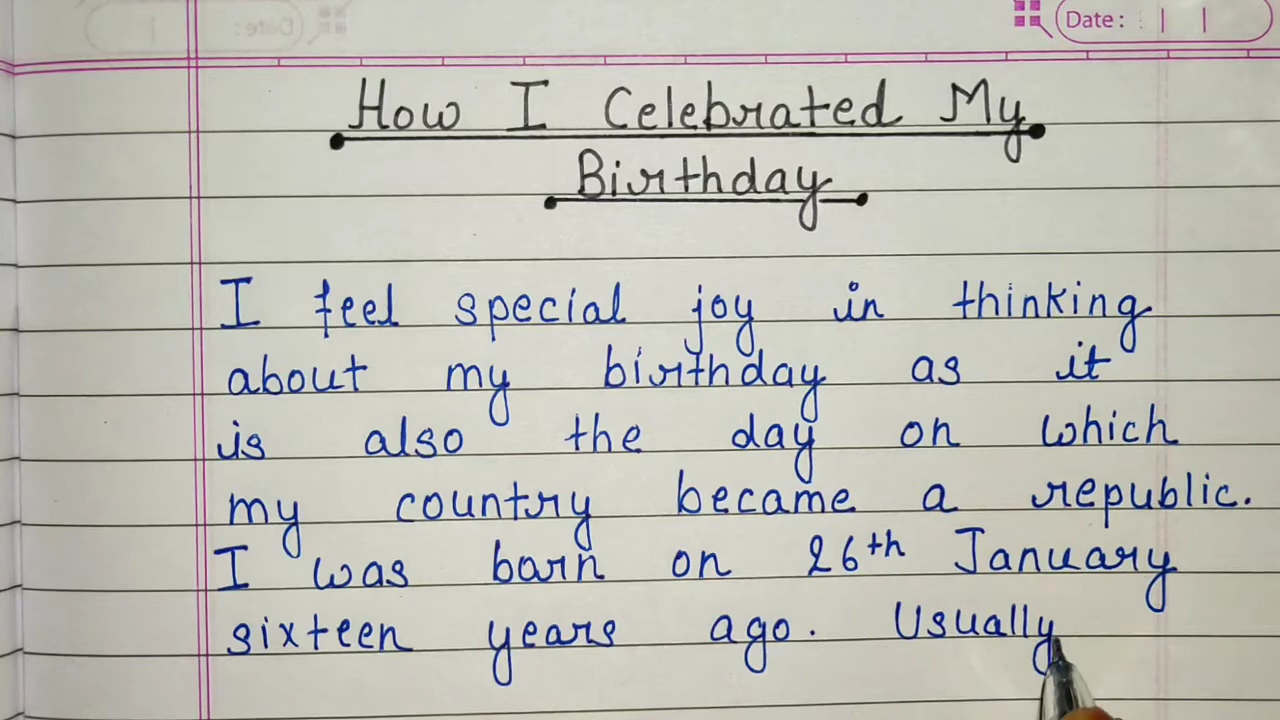 Date:
How I Celebrated My
Birthday
I feel special joy in thinking
about my birthday as it
is also the day on which
my country became a republic.
I was barn on 26th January
sixteen years ago. Usually